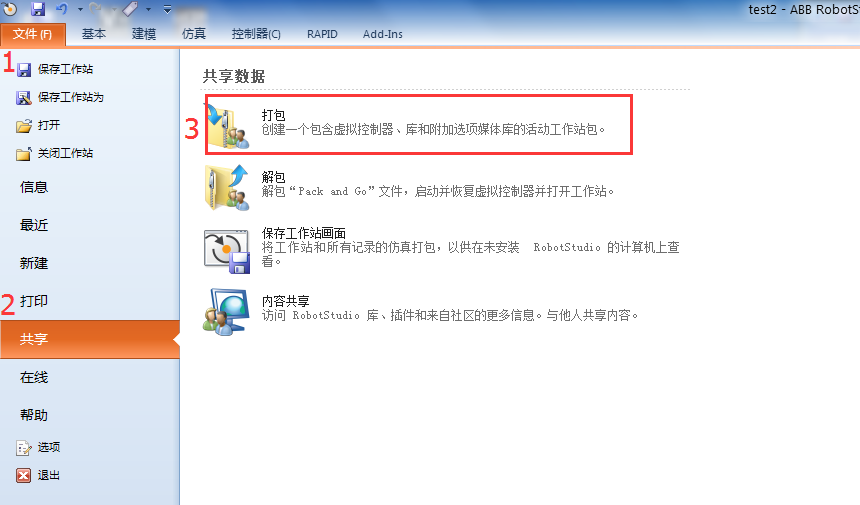 test2 - ABB RobotSt
文件(F) 基本 建模 仿真 控制器(C) RAPID Add-Ins
1
保存工作站
保存工作站为
打开
关闭工作站
信息
最近
新建
2
打印
共享
在线
帮助
选项
退出
共享数据
3
打包
创建一个包含虚拟控制器、库和附加选项媒体库的活动工作站包。
解包
解包“Pack and Go”文件，启动并恢复虚拟控制器并打开工作站。
保存工作站画面
将工作站和所有记录的仿真打包，以供在未安装 RobotStudio 的计算机上查
看。
内容共享
访问 RobotStudio 库、插件和来自社区的更多信息。与他人共享内容。